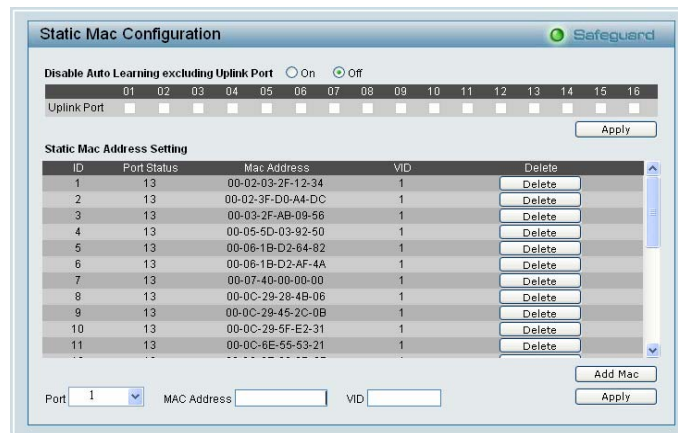 Static Mac Configuration
Safeguard
Disable Auto Learning excluding Uplink Port On Off
01 02 03 04 05 06 07 08 09 10 11 12 13 14 15 16
Uplink Port
Apply
Static Mac Address Setting
ID Port Status Mac Address VID Delete
1 13 00-02-03-2F-12-34 1 Delete
2 13 00-02-3F-D0-A4-DC 1 Delete
3 13 00-03-2F-AB-09-56 1 Delete
4 13 00-05-5D-03-92-50 1 Delete
5 13 00-06-1B-D2-64-82 1 Delete
6 13 00-06-1B-D2-AF-4A 1 Delete
7 13 00-07-40-00-00-00 1 Delete
8 13 00-0C-29-28-4B-06 1 Delete
9 13 00-0C-29-45-2C-0B 1 Delete
10 13 00-0C-29-5F-E2-31 1 Delete
11 13 00-0C-6E-55-53-21 1 Delete
Add Mac
Port 1 MAC Address VID Apply